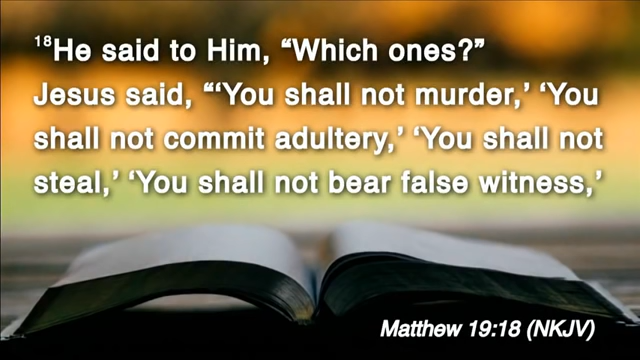 18He said to Him, “Which ones?”
Jesus said, “‘You shall not murder,’ ‘You
shall not commit adultery,’ ‘You shall not
steal,’ ‘You shall not bear false witness,’
Matthew 19:18 (NKJV)